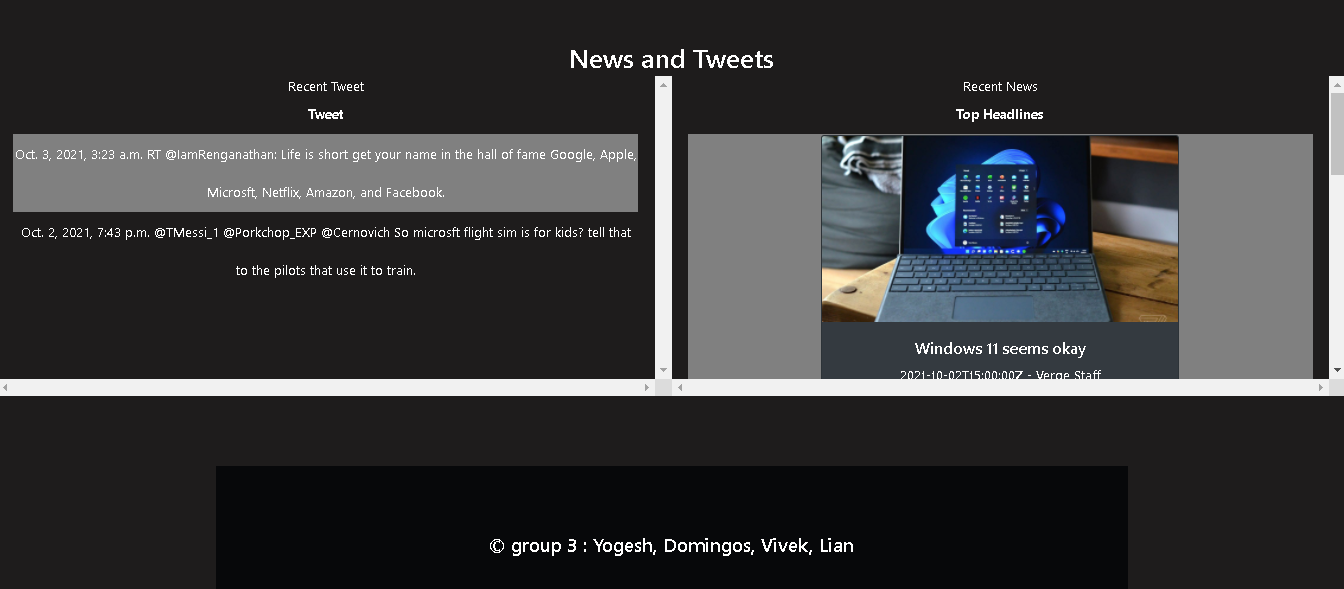 News and Tweets
Recent Tweet
Tweet
Oct. 3, 2021, 3:23 a.m. RT @IamRenganathan: Life is short get your name in the hall of fame Google, Apple,
Microsft, Netflix, Amazon, and Facebook.
Oct. 2, 2021, 7:43 p.m. @TMessi_1 @Porkchop_EXP @Cernovich So microsft flight sim is for kids? tell that
to the pilots that use it to train.
Recent News
Top Headlines
Windows 11 seems okay
2021-10-02T15:00:00Z - Verge Staff
© group 3 : Yogesh, Domingos, Vivek, Lian